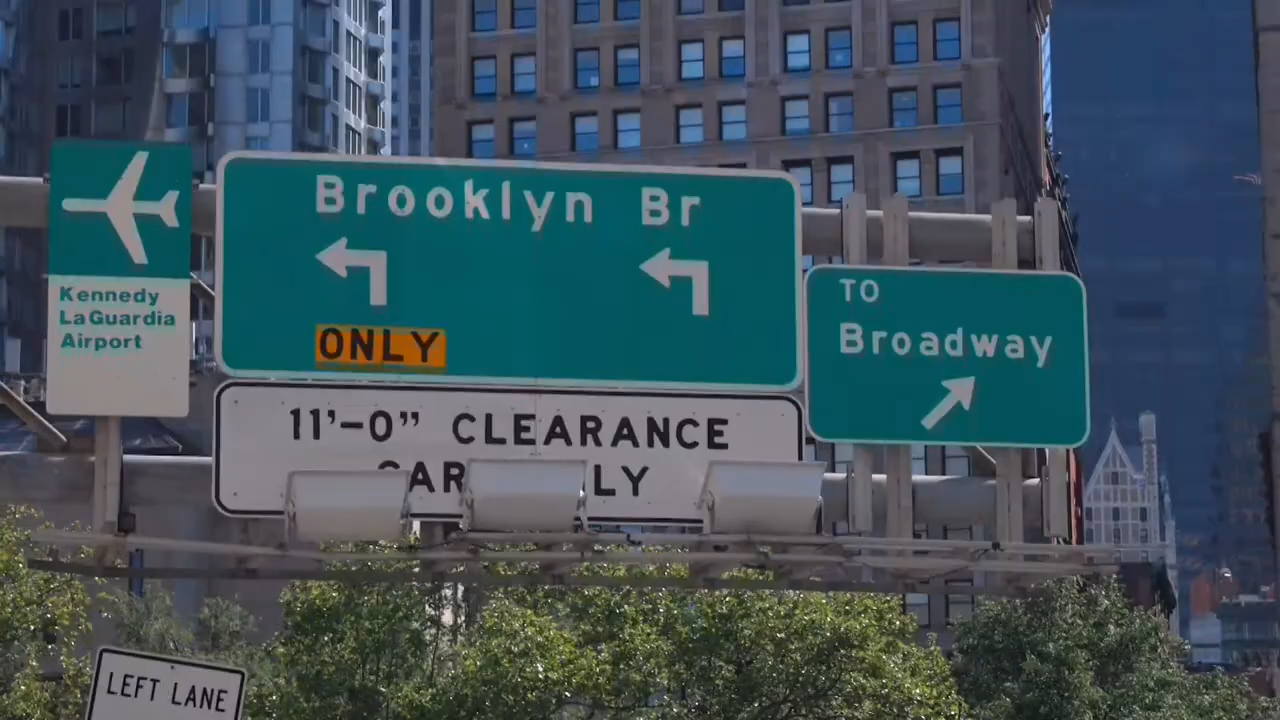 Kennedy
LaGuardia
Airport
Brooklyn Br
ONLY
11'-0" CLEARANCE
TO
Broadway
LEFT LANE